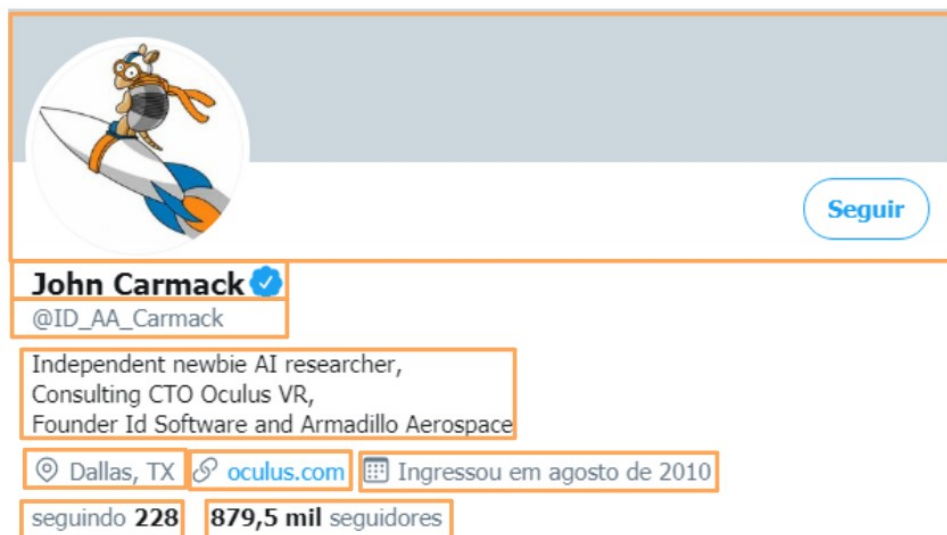 Seguir
John Carmack
@ID_AA_Carmack
Independent newbie AI researcher,
Consulting CTO Oculus VR,
Founder Id Software and Armadillo Aerospace
Dallas, TX oculus.com Ingressou em agosto de 2010
seguindo 228 879,5 mil seguidores